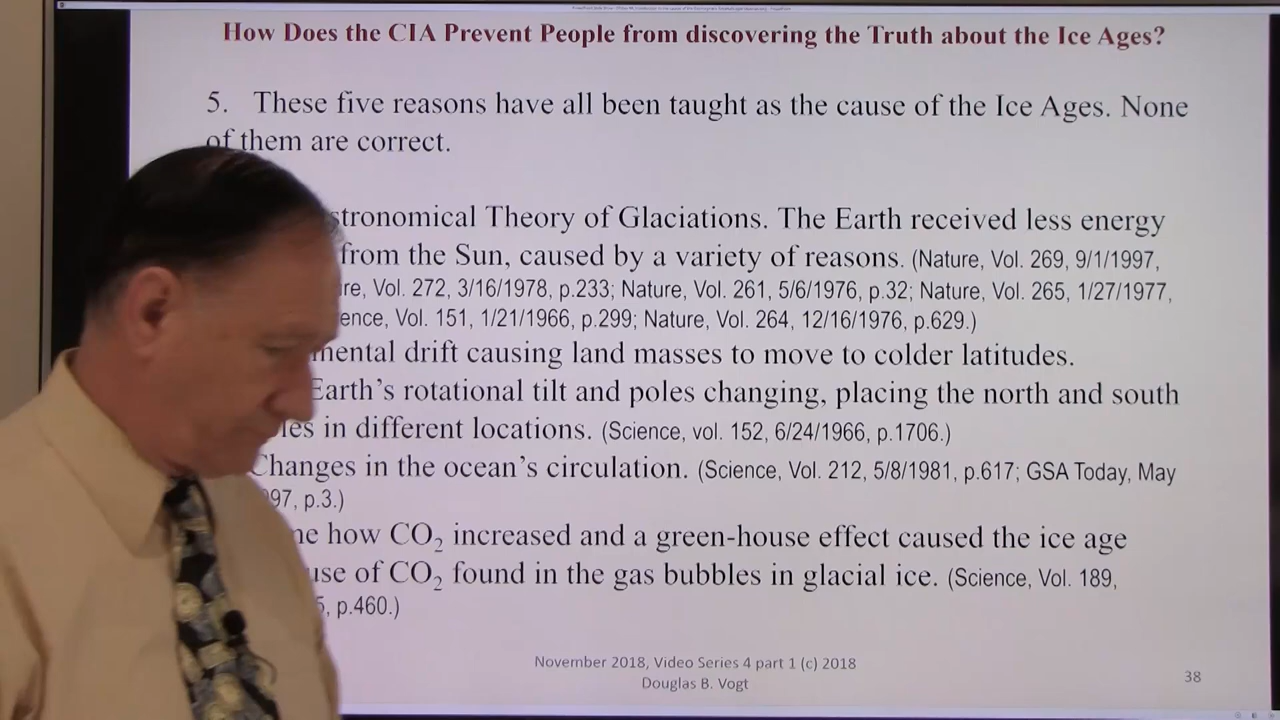 How Does the CIA Prevent People from discovering the Truth about the Ice Ages?
5. These five reasons have all been taught as the cause of the Ice Ages. None
of them are correct.
stronomical Theory of Glaciations. The Earth received less energy
from the Sun, caused by a variety of reasons. (Nature, Vol. 269, 9/1/1997,
re, Vol. 272, 3/16/1978, p.233; Nature, Vol. 261, 5/6/1976, p.32; Nature, Vol. 265, 1/27/1977,
ence, Vol. 151, 1/21/1966, p.299; Nature, Vol. 264, 12/16/1976, p.629.)
nental drift causing land masses to move to colder latitudes.
Earth's rotational tilt and poles changing, placing the north and south
les in different locations. (Science, vol. 152, 6/24/1966, p.1706.)
Changes in the ocean's circulation. (Science, Vol. 212, 5/8/1981, p.617; GSA Today, May
97, p.3.)
me how CO₂ increased and a green-house effect caused the ice age
use of CO₂ found in the gas bubbles in glacial ice. (Science, Vol. 189,
5, p.460.)
November 2018, Video Series 4 part 1 (c) 2018
Douglas B. Vogt
38